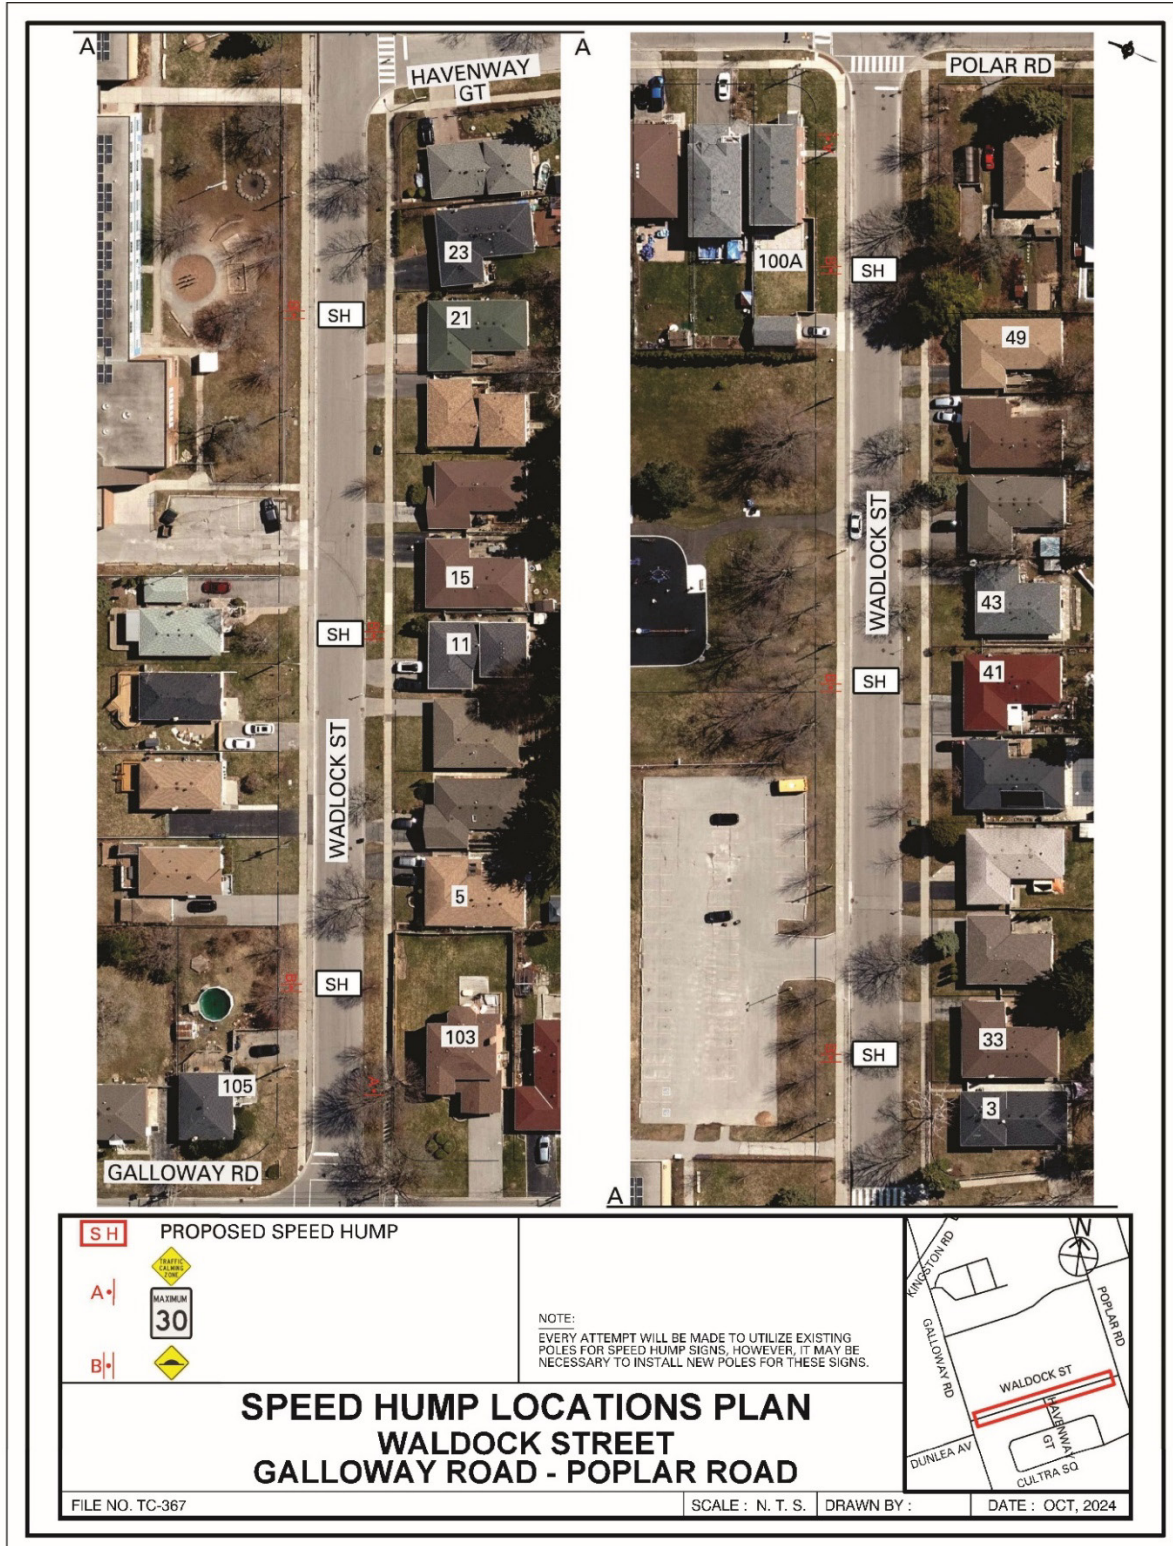 A
A
HAVENWAY
GT
23
SH
21
15
SH
11
WADLOCK ST
5
SH
103
105
GALLOWAY RD
POLAR RD
100A
SH
49
WADLOCK ST
43
41
SH
33
SH
3
A
SH
PROPOSED SPEED HUMP
TRAFFIC
CALMING
ZONE
A
MAXIMUM
30
B
NOTE:
EVERY ATTEMPT WILL BE MADE TO UTILIZE EXISTING
POLES FOR SPEED HUMP SIGNS, HOWEVER, IT MAY BE
NECESSARY TO INSTALL NEW POLES FOR THESE SIGNS.
SPEED HUMP LOCATIONS PLAN
WALDOCK STREET
GALLOWAY ROAD - POPLAR ROAD
FILE NO. TC-367
SCALE : N. T. S.
DRAWN BY :
DATE : OCT, 2024
N
KINGSTON RD
POPLAR RD
GALLOWAY RD
WALDOCK ST
HAVENWAY
GT
DUNLEA AV
CULTRA SQ